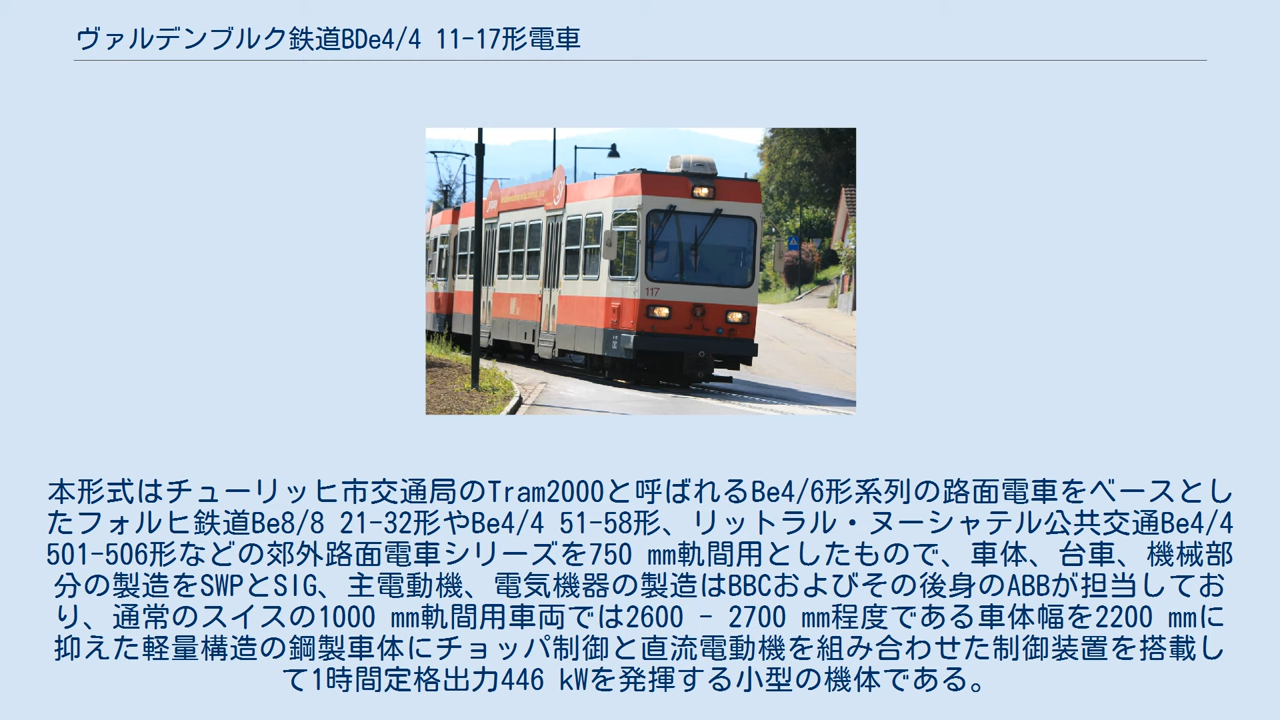 ヴァルデンブルク鉄道BDe4/4 11-17形電車
117
本形式はチューリッヒ市交通局のTram2000と呼ばれるBe4/6形系列の路面電車をベースとし
たフォルヒ鉄道Be8/8 21-32形やBe4/4 51-58形、リットラル・ヌーシャテル公共交通Be4/4
501-506形などの郊外路面電車シリーズを750 mm軌間用としたもので、車体、台車、機械部
分の製造をSWPとSIG、主電動機、電気機器の製造はBBCおよびその後身のABBが担当してお
り、通常のスイスの1000 mm軌間用車両では2600 - 2700 mm程度である車体幅を2200 mmに
抑えた軽量構造の鋼製車体にチョッパ制御と直流電動機を組み合わせた制御装置を搭載し
て1時間定格出力446 kWを発揮する小型の機体である。